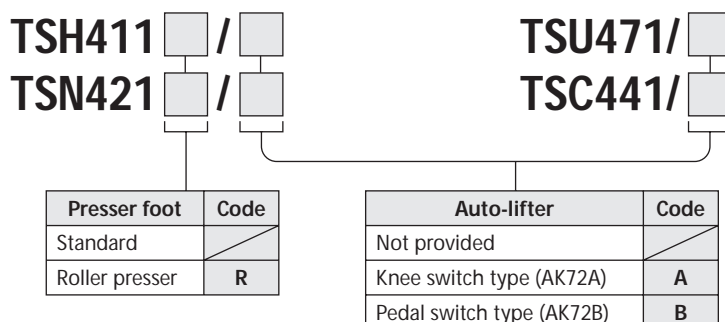 TSH411 / TSU471/
TSN421 / TSC441/
Presser foot Code
Standard
Roller presser R
Auto-lifter Code
Not provided
Knee switch type (AK72A) A
Pedal switch type (AK72B) B